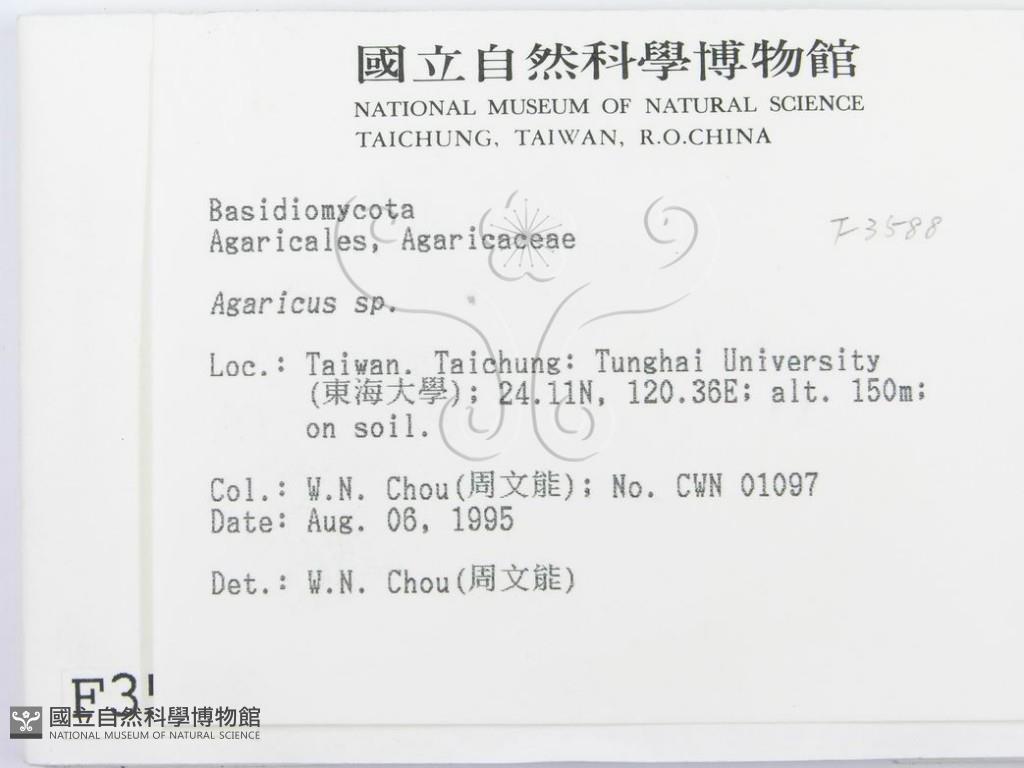 國立自然科學博物館
NATIONAL MUSEUM OF NATURAL SCIENCE
TAICHUNG, TAIWAN, R.O.CHINA
Basidiomycota
F-3588
Agaricales, Agaricaceae
Agaricus sp.
Loc.: Taiwan. Taichung: Tunghai University
(東海大學); 24.11N, 120.36E; alt. 150m;
on soil.
Col.: W.N. Chou(周文能); No. CWN 01097
Date: Aug. 06, 1995
Det.: W.N. Chou(周文能)
國立自然科學博物館
NATIONAL MUSEUM OF NATURAL SCIENCE